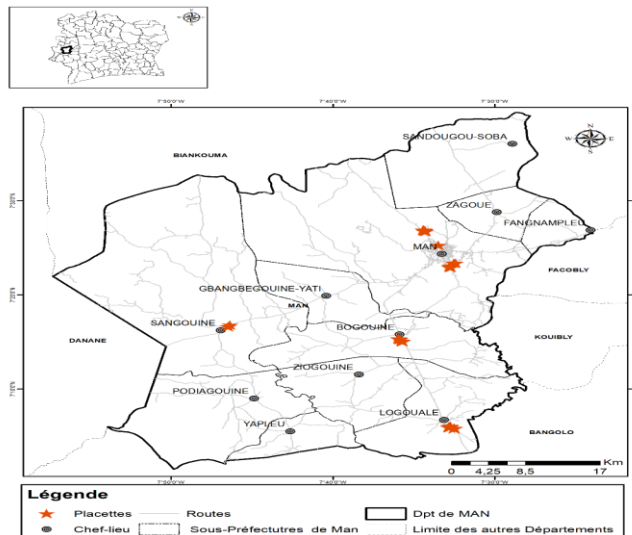 7°50'0"W 7°40'0"W 7°30'0"W
N
W E
S
SANDOUGOU-SOBA
BIANKOUMA
ZAGOUE
FANGNAMPLEU
MAN
FACOBLY
GBANGBEGOUINE-YATI
MAN
SANGOUINE
BOGOUINE
KOUIBLY
DANANE
ZIOGOUINE
PODIAGOUINE
LOGOUALE
YAPLEU
BANGOLO
Km
0 4,25 8,5 17
7°50'0"W 7°40'0"W 7°30'0"W
Légende
Placettes Routes Dpt de MAN
Chef-lieu Sous-Préfectutres de Man Limite des autres Départements